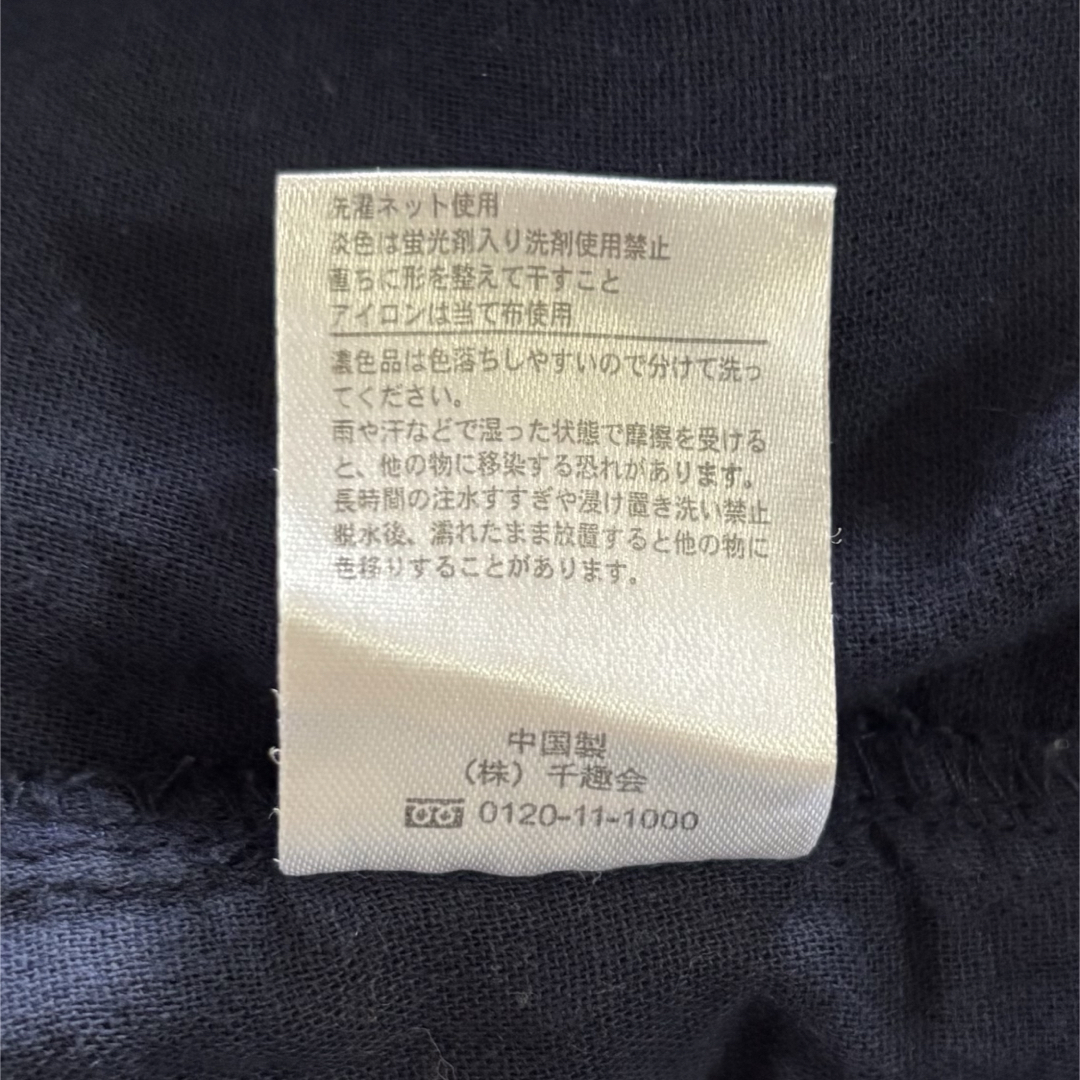 洗濯ネット使用
淡色は蛍光剤入り洗剤使用禁止
直ちに形を整えて干すこと
アイロンは当て布使用
濃色品は色落ちしやすいので分けて洗っ
てください。
雨や汗などで湿った状態で摩擦を受ける
と、他の物に移染する恐れがあります。
長時間の注水すすぎや浸け置き洗い禁止
脱水後、濡れたまま放置すると他の物に
色移りすることがあります。
中国製
（株）千趣会
0120-11-1000